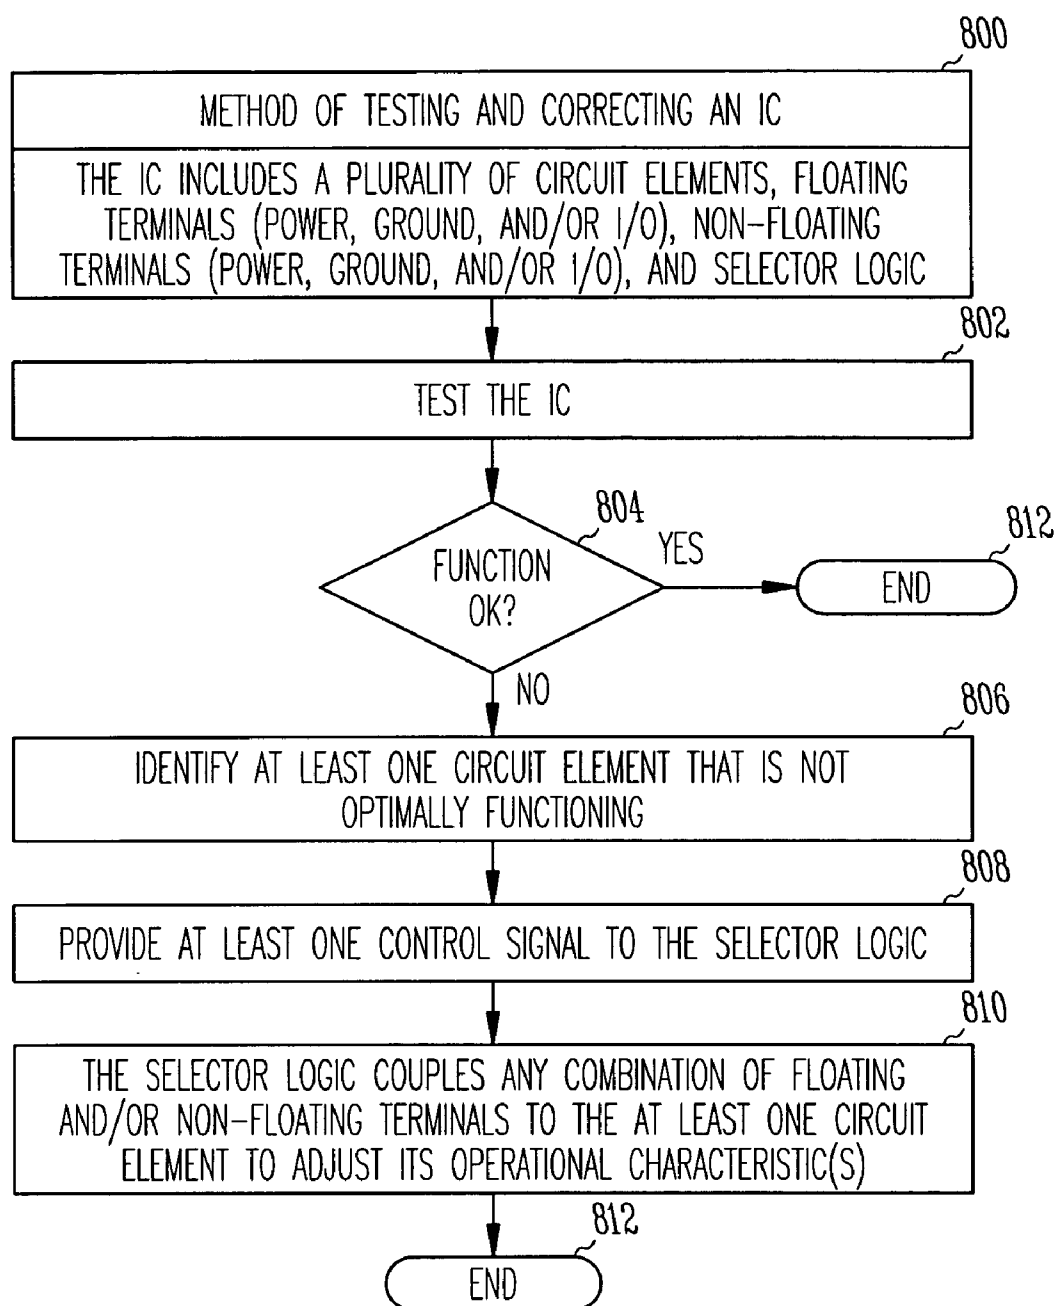 800
METHOD OF TESTING AND CORRECTING AN IC
THE IC INCLUDES A PLURALITY OF CIRCUIT ELEMENTS, FLOATING
TERMINALS (POWER, GROUND, AND/OR I/O), NON-FLOATING
TERMINALS (POWER, GROUND, AND/OR I/O), AND SELECTOR LOGIC
802
TEST THE IC
804
FUNCTION
OK?
YES
812
END
NO
806
IDENTIFY AT LEAST ONE CIRCUIT ELEMENT THAT IS NOT
OPTIMALLY FUNCTIONING
808
PROVIDE AT LEAST ONE CONTROL SIGNAL TO THE SELECTOR LOGIC
810
THE SELECTOR LOGIC COUPLES ANY COMBINATION OF FLOATING
AND/OR NON-FLOATING TERMINALS TO THE AT LEAST ONE CIRCUIT
ELEMENT TO ADJUST ITS OPERATIONAL CHARACTERISTIC(S)
812
END